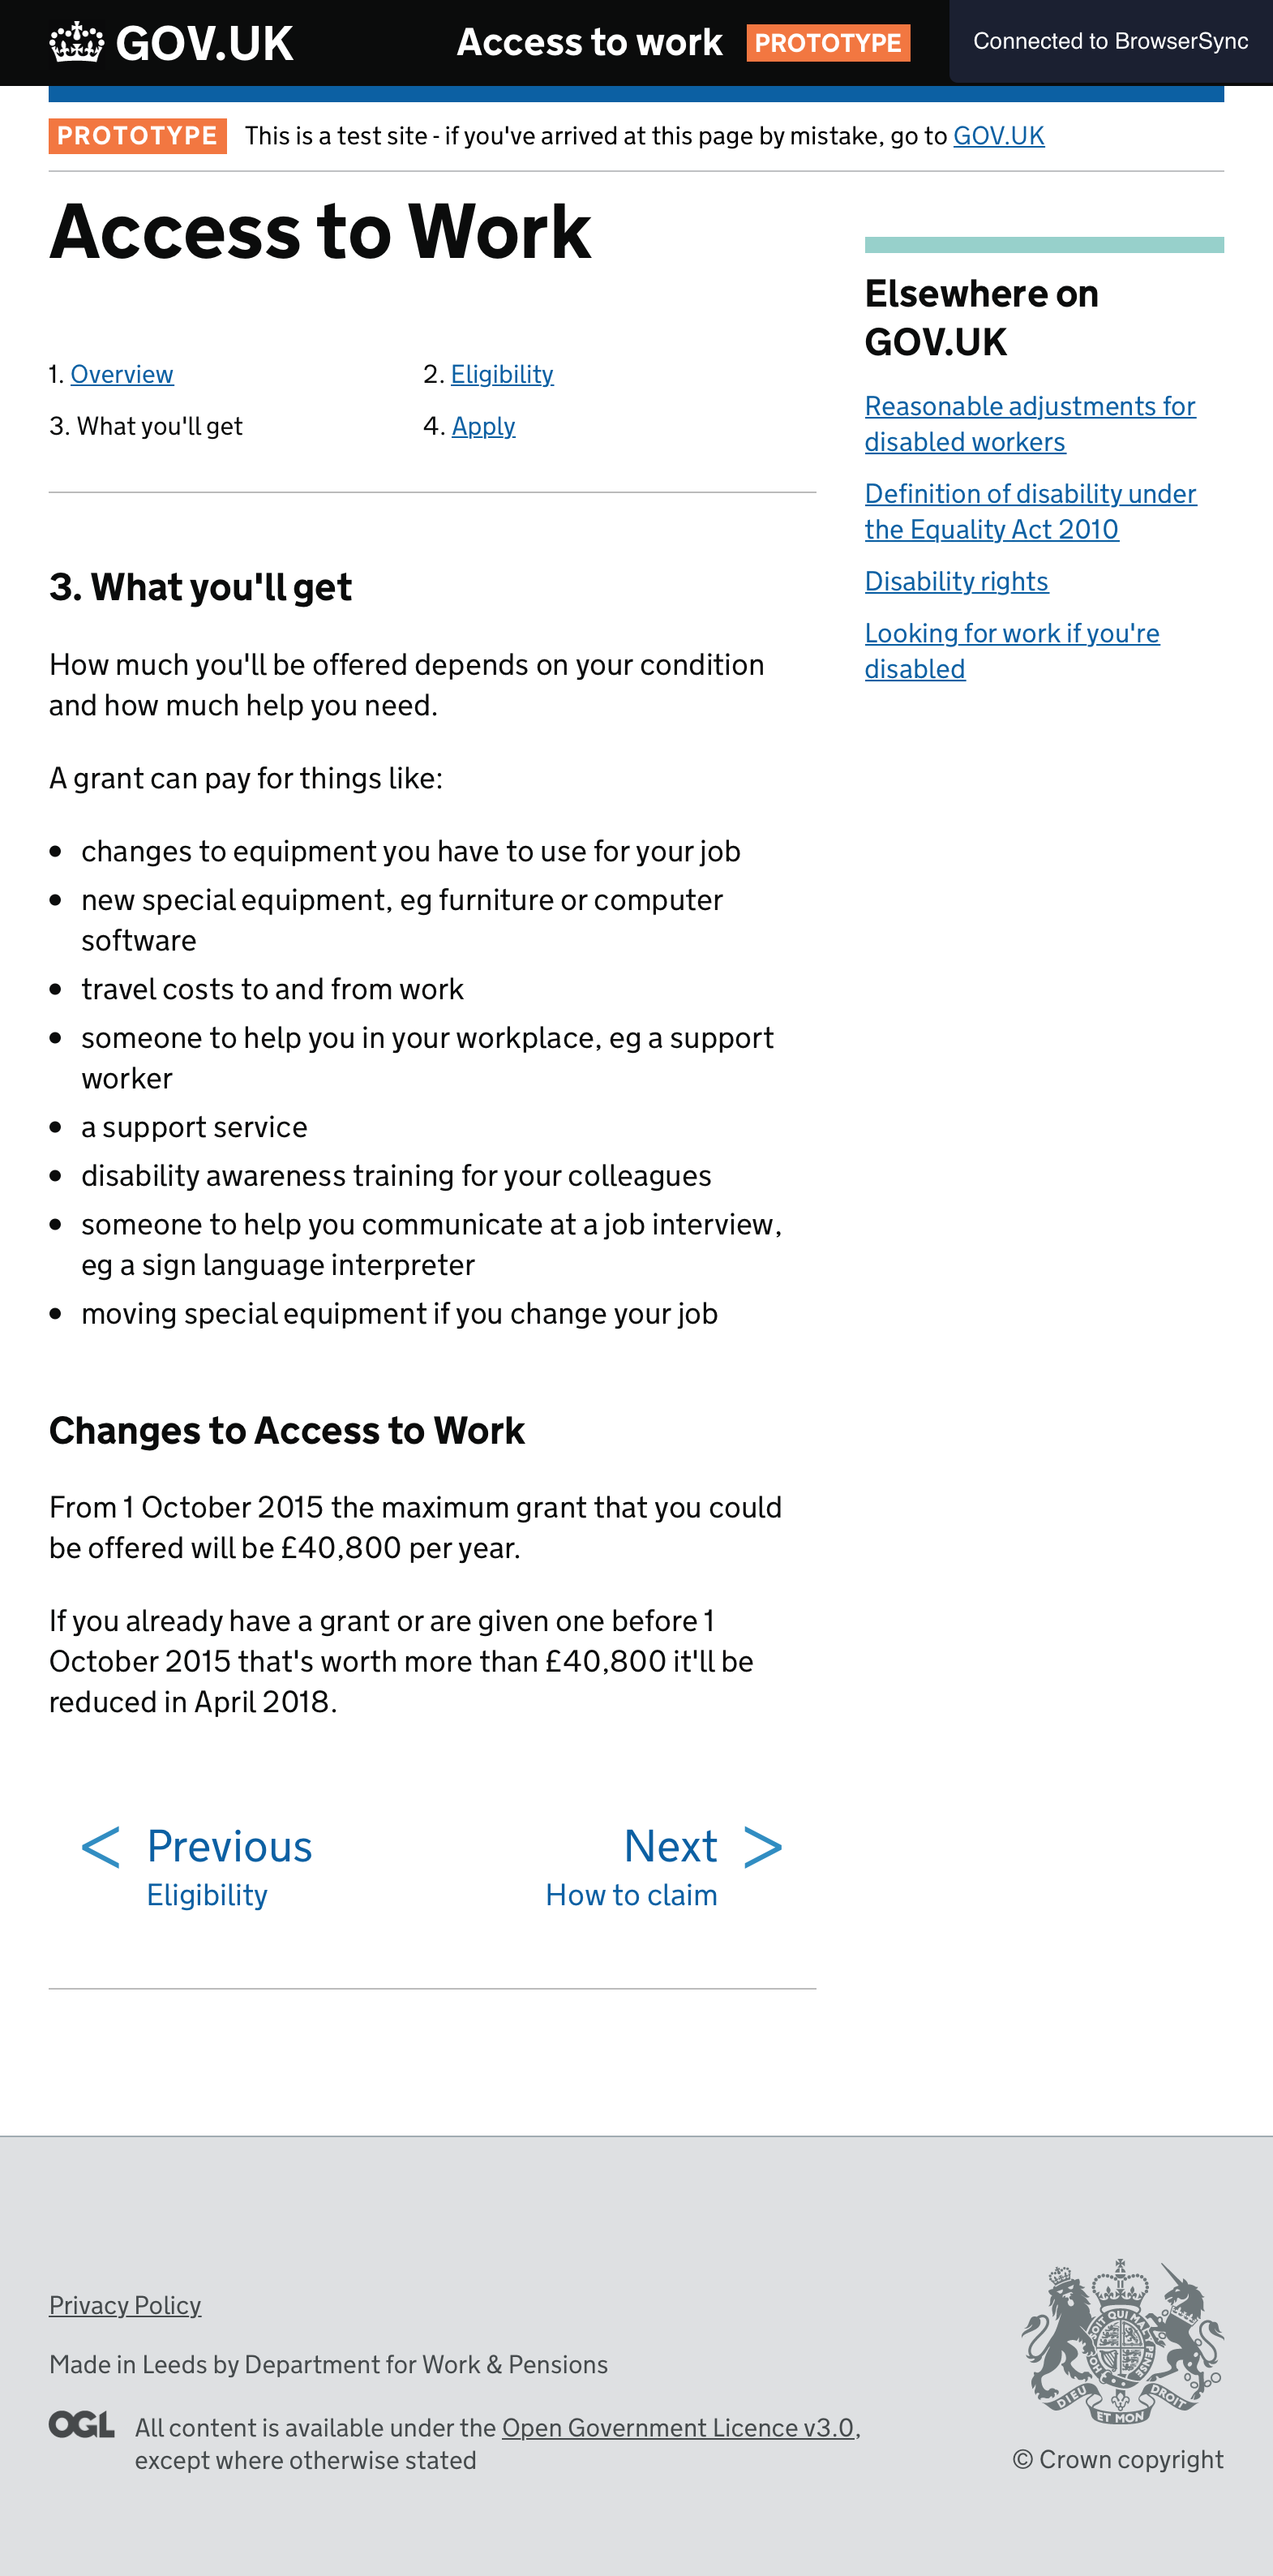 GOV.UK
Access to work PROTOTYPE
Connected to BrowserSync
PROTOTYPE This is a test site - if you've arrived at this page by mistake, go to GOV.UK
Access to Work
1. Overview
2. Eligibility
3. What you'll get
4. Apply
3. What you'll get
How much you'll be offered depends on your condition
and how much help you need.
A grant can pay for things like:
• changes to equipment you have to use for your job
• new special equipment, eg furniture or computer
software
• travel costs to and from work
• someone to help you in your workplace, eg a support
worker
• a support service
• disability awareness training for your colleagues
• someone to help you communicate at a job interview,
eg a sign language interpreter
• moving special equipment if you change your job
Changes to Access to Work
From 1 October 2015 the maximum grant that you could
be offered will be £40,800 per year.
If you already have a grant or are given one before 1
October 2015 that's worth more than £40,800 it'll be
reduced in April 2018.
< Previous
Eligibility
Next >
How to claim
Elsewhere on
GOV.UK
Reasonable adjustments for
disabled workers
Definition of disability under
the Equality Act 2010
Disability rights
Looking for work if you're
disabled
Privacy Policy
Made in Leeds by Department for Work & Pensions
OGL
All content is available under the Open Government Licence v3.0,
except where otherwise stated
DIEU ET MON DROIT
© Crown copyright